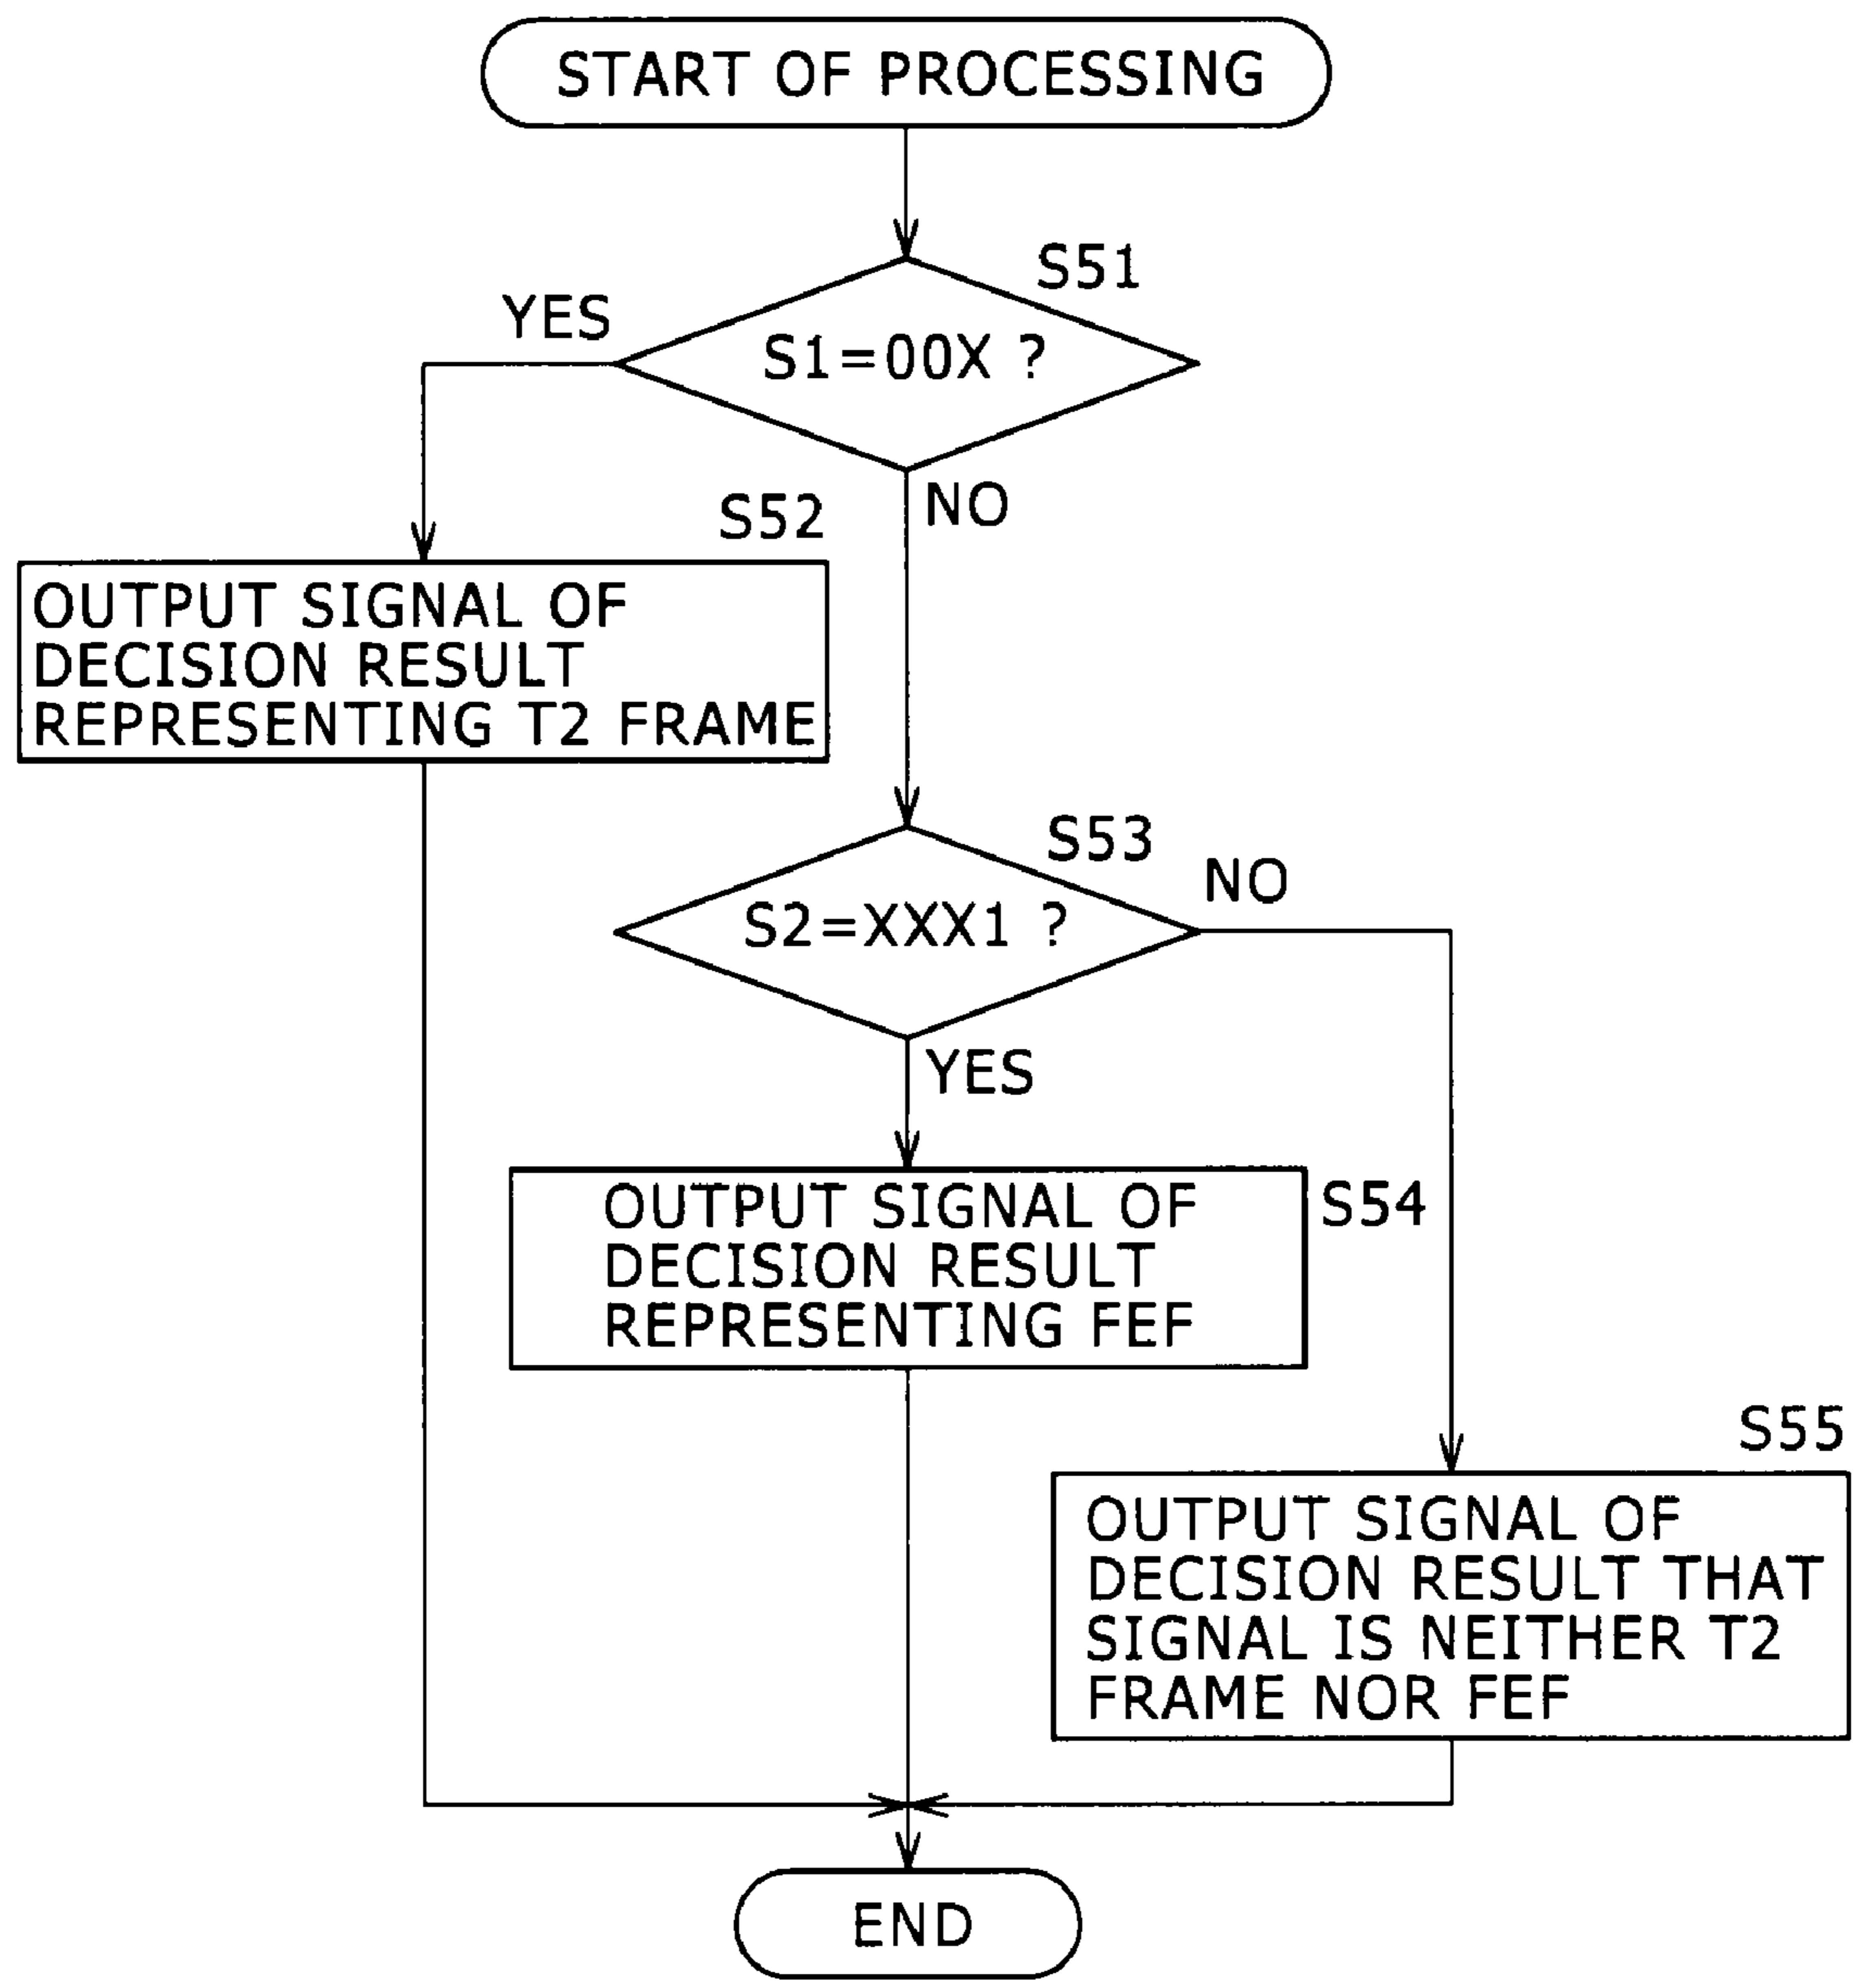 START OF PROCESSING
S51
YES
S1=00X ?
NO
S52
OUTPUT SIGNAL OF
DECISION RESULT
REPRESENTING T2 FRAME
S53
NO
S2=XXX1 ?
YES
OUTPUT SIGNAL OF
DECISION RESULT
REPRESENTING FEF
S54
S55
OUTPUT SIGNAL OF
DECISION RESULT THAT
SIGNAL IS NEITHER T2
FRAME NOR FEF
END